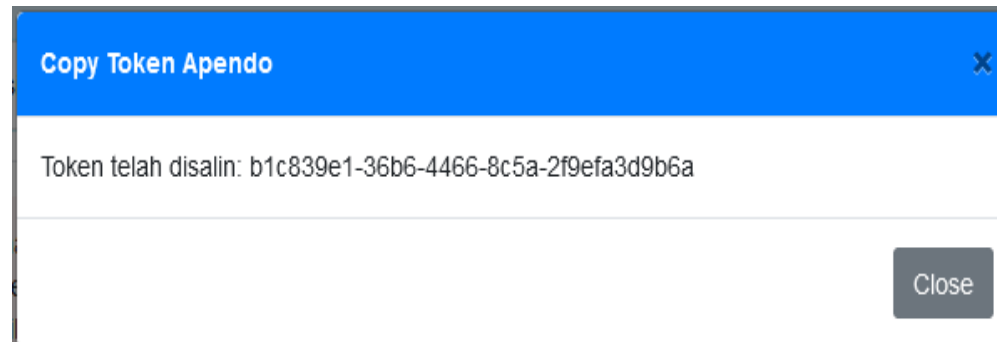 Copy Token Apendo
×
Token telah disalin: b1c839e1-36b6-4466-8c5a-2f9efa3d9b6a
Close